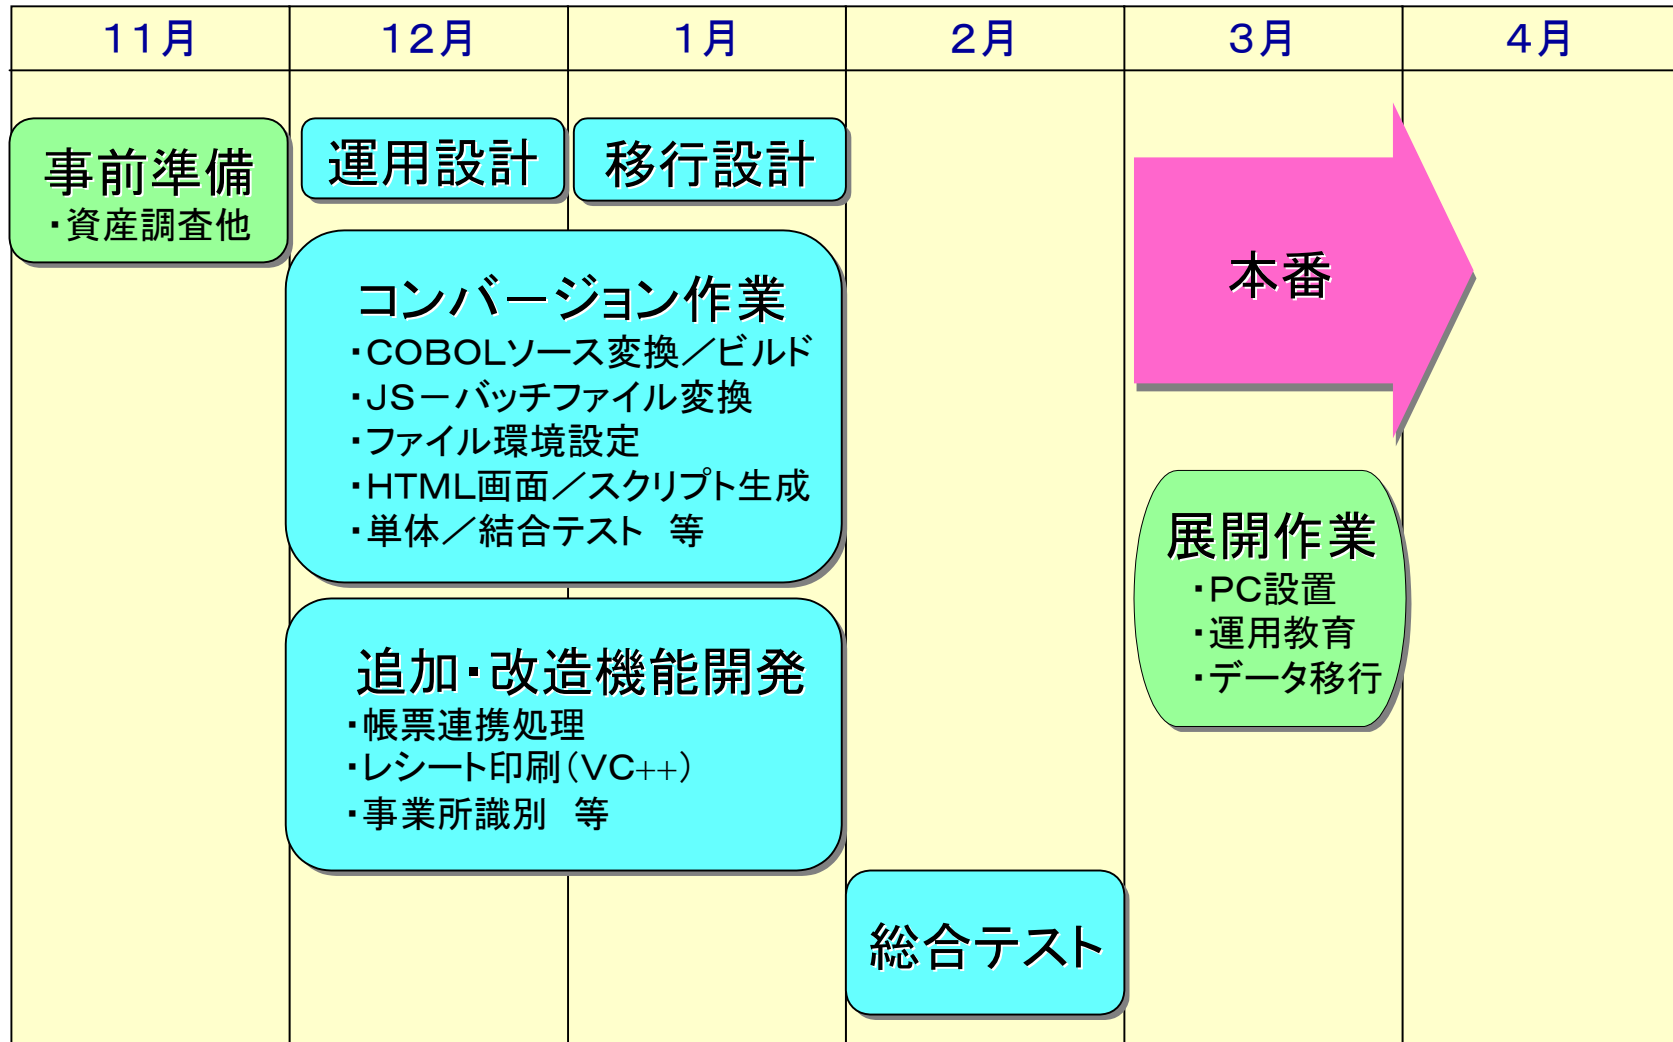 11月
12月
1月
2月
3月
4月
事前準備
・資産調査他
運用設計
移行設計
コンバージョン作業
・COBOLソース変換／ビルド
・JS－バッチファイル変換
・ファイル環境設定
・HTML画面／スクリプト生成
・単体／結合テスト　等
追加・改造機能開発
・帳票連携処理
・レシート印刷（VC++）
・事業所識別　等
総合テスト
本番
展開作業
・PC設置
・運用教育
・データ移行